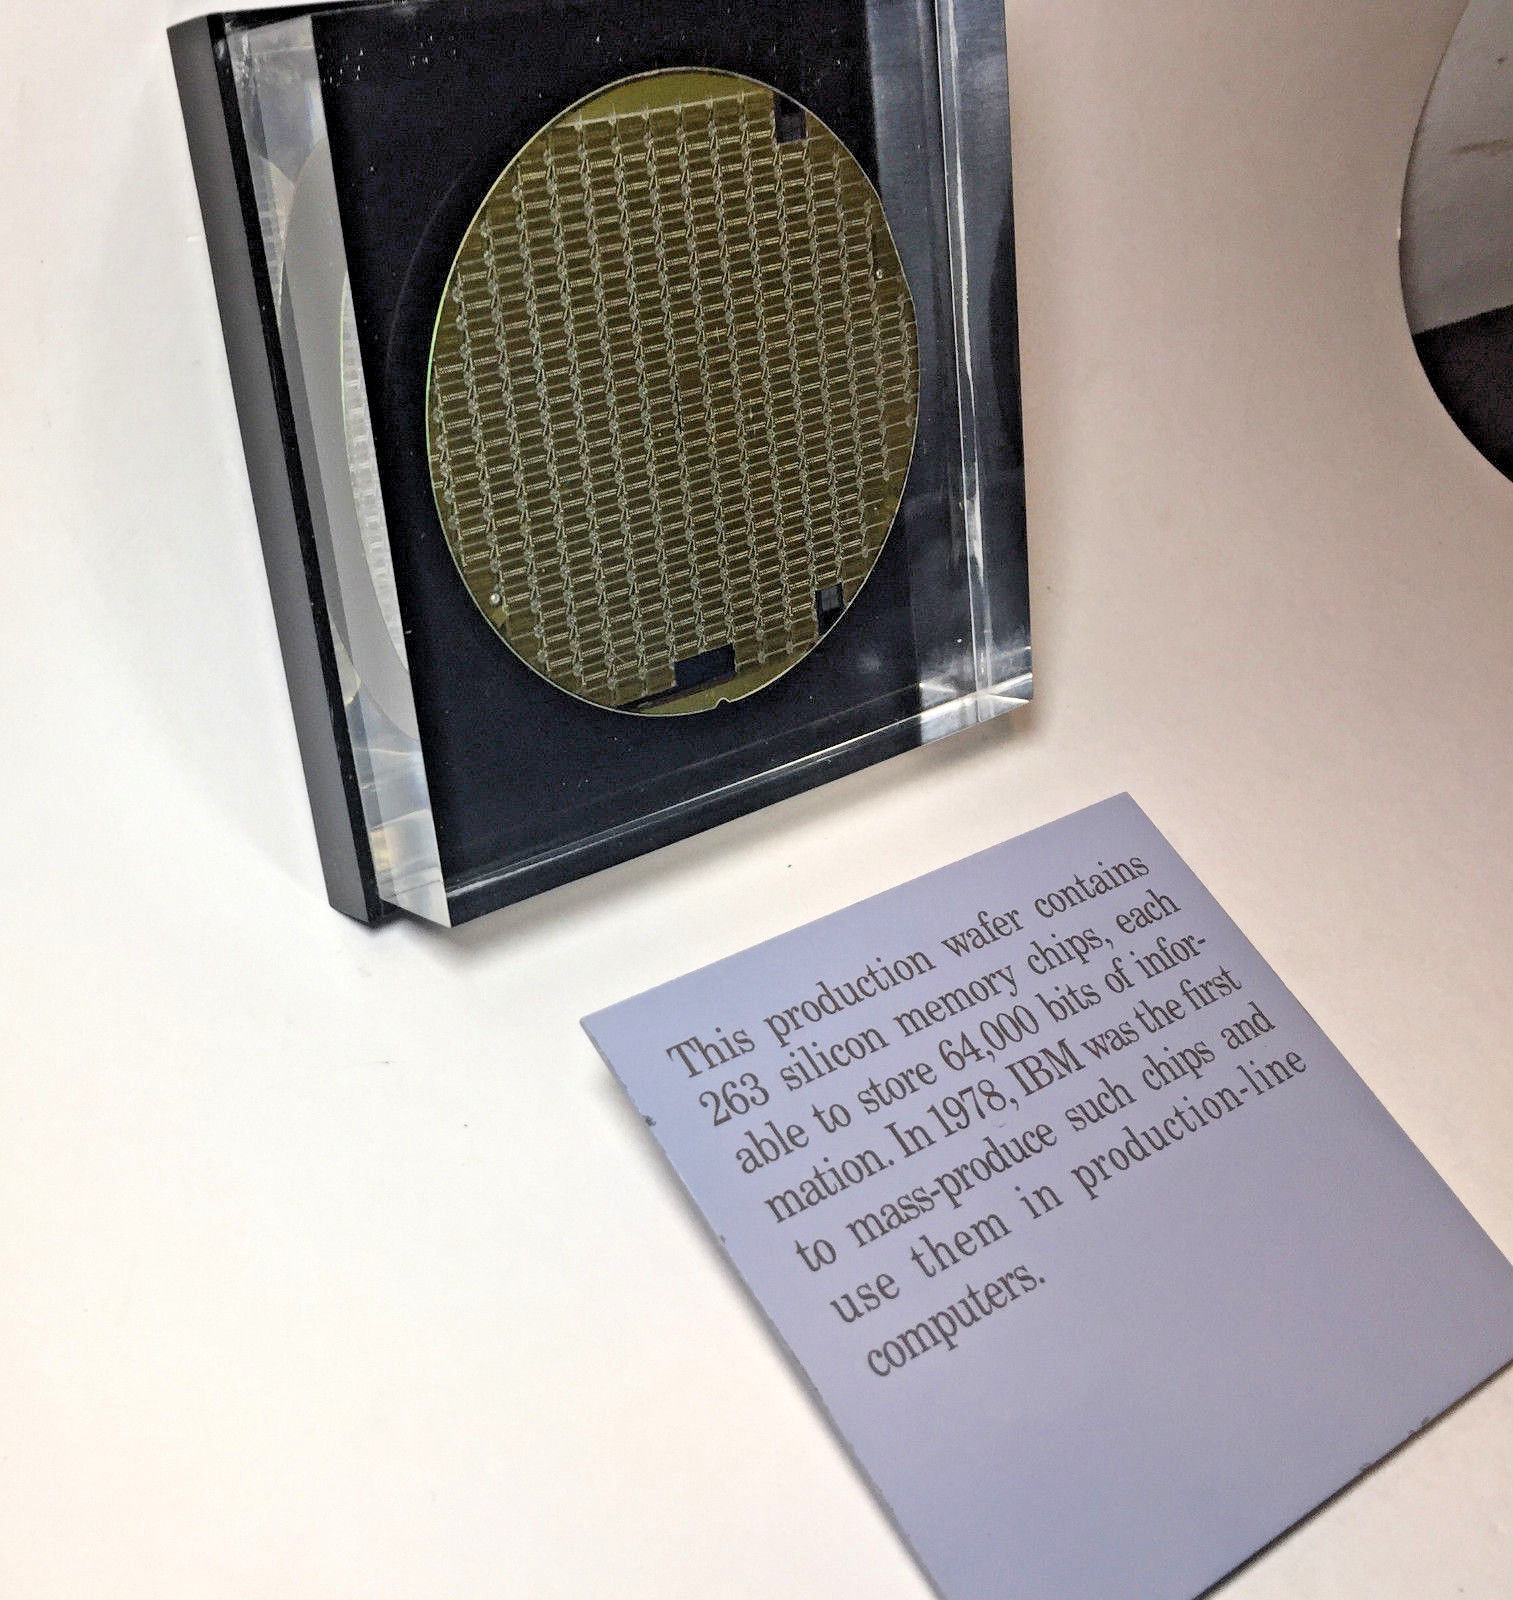 This production wafer contains
263 silicon memory chips, each
able to store 64,000 bits of infor-
mation. In 1978, IBM was the first
to mass-produce such chips and
use them in production-line
computers.